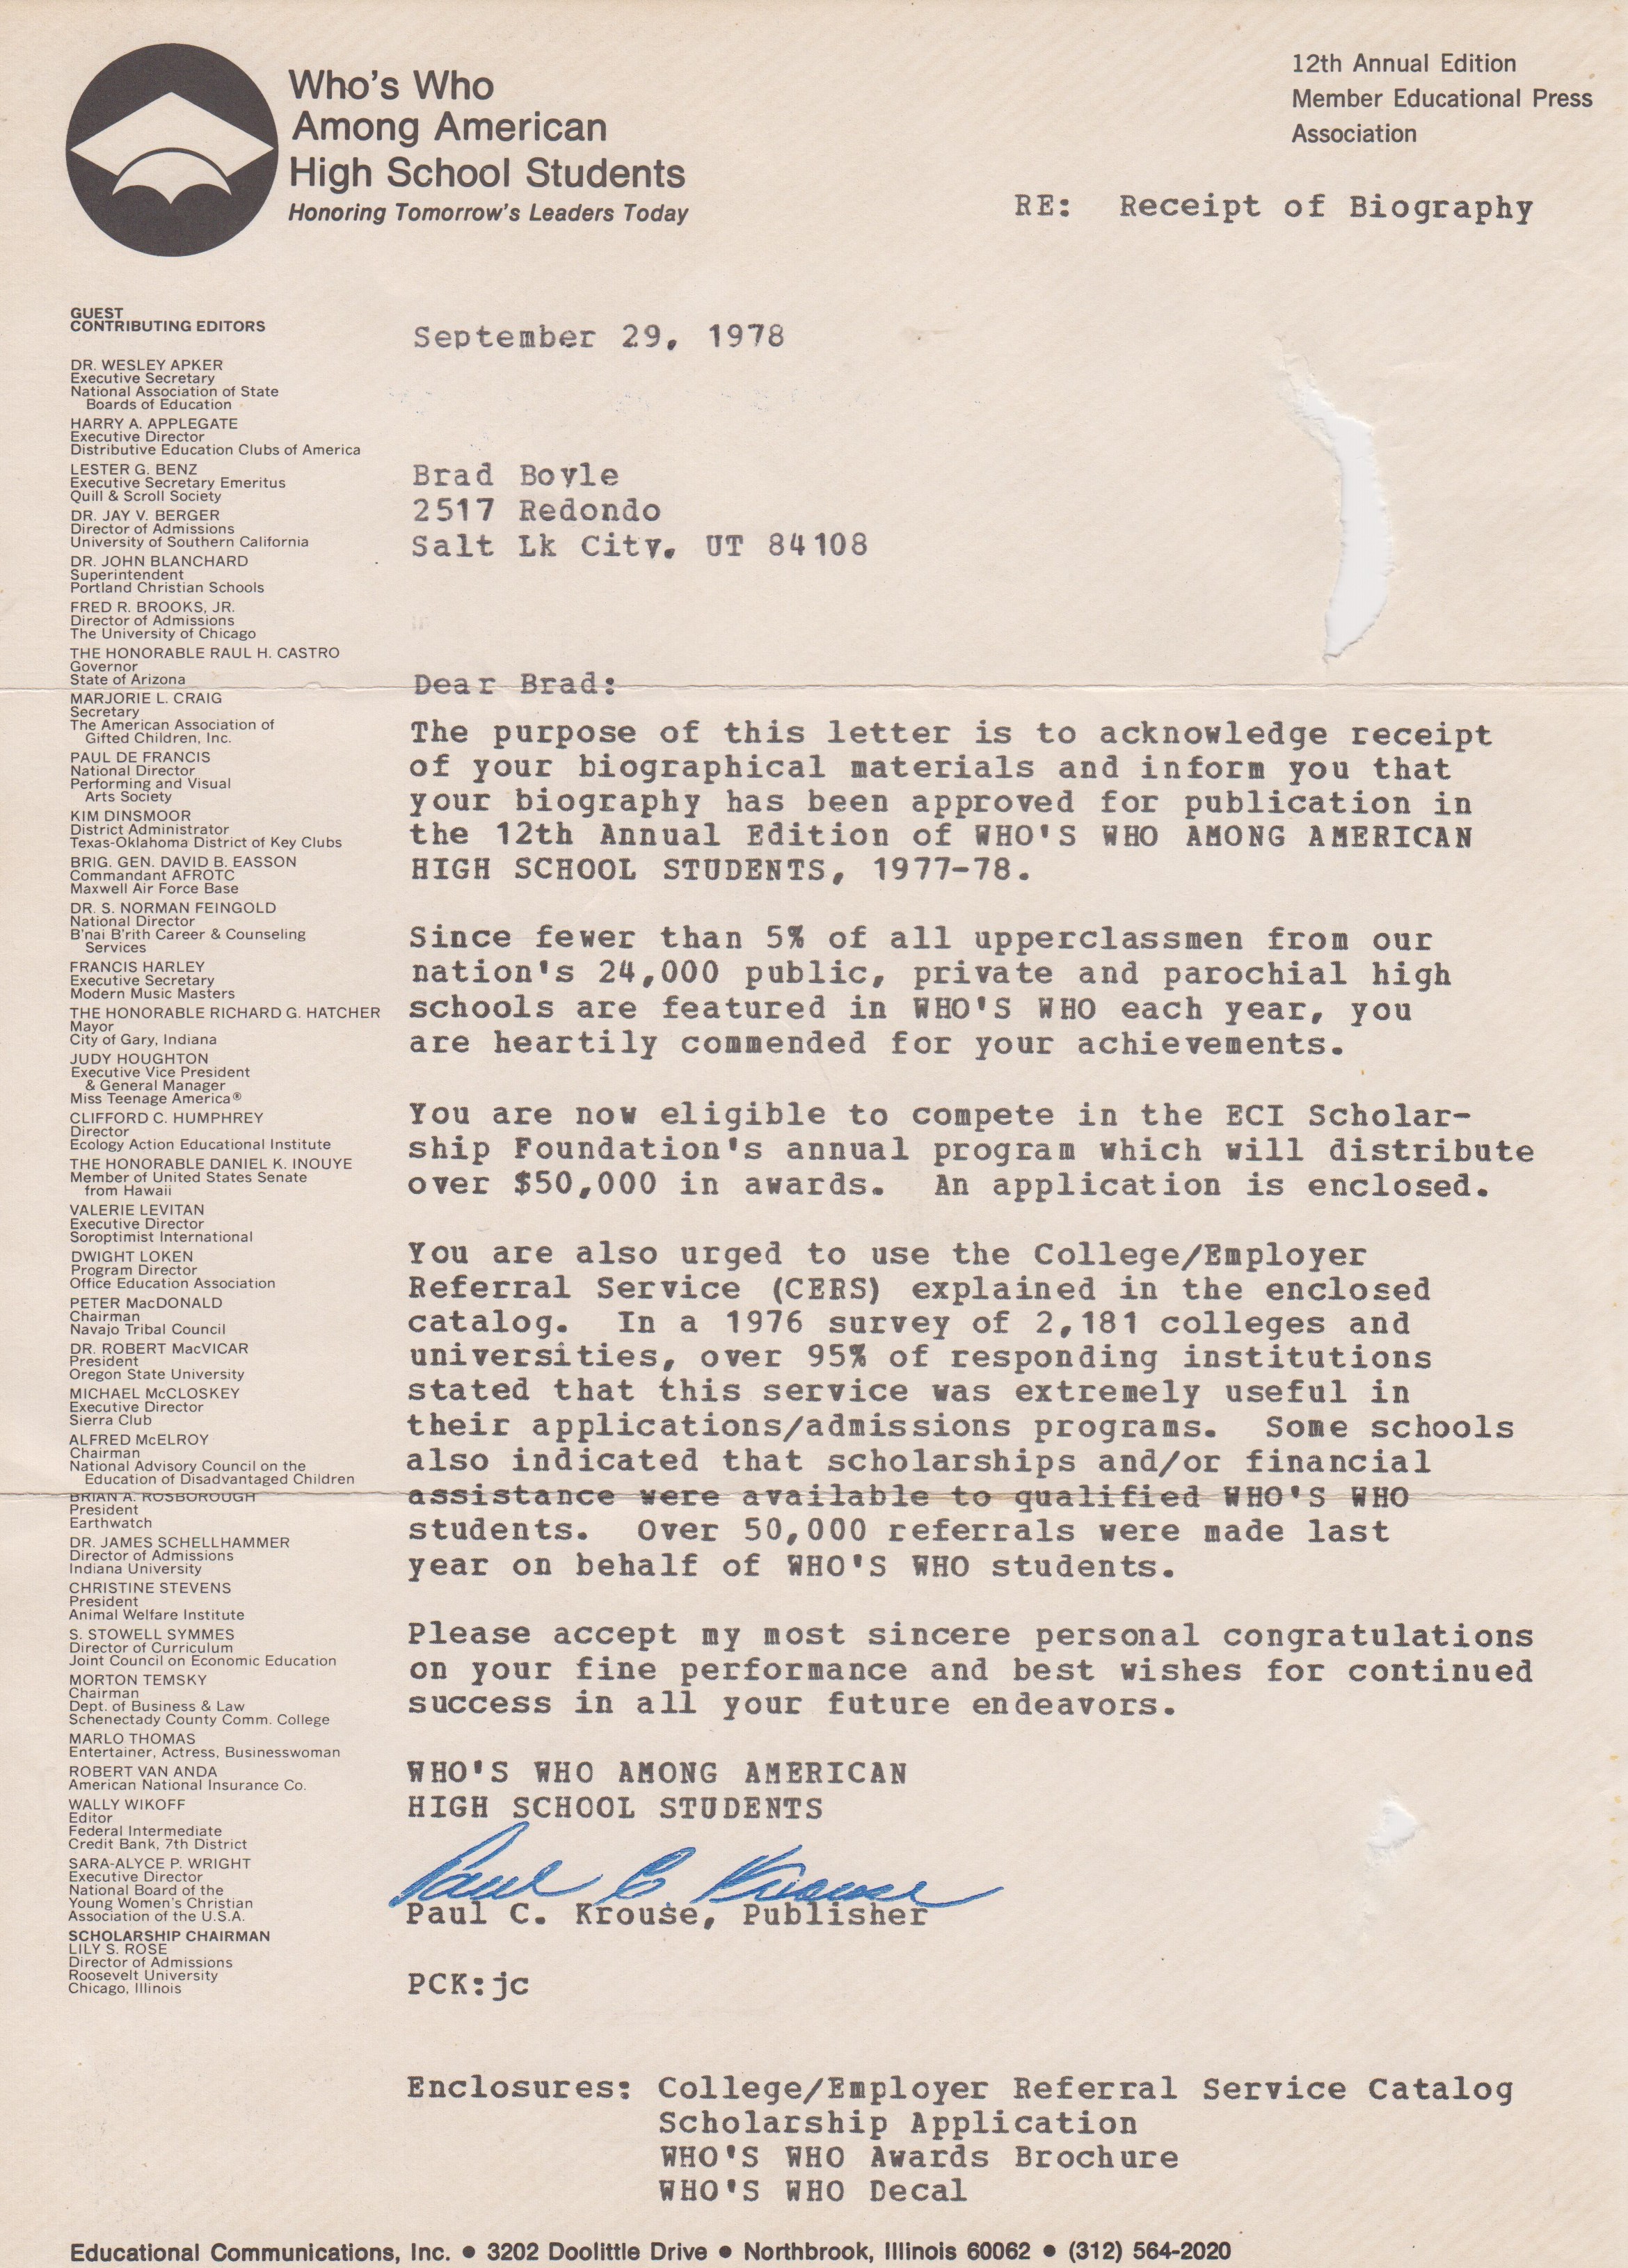 Who's Who
Among American
High School Students
Honoring Tomorrow's Leaders Today
12th Annual Edition
Member Educational Press
Association
RE: Receipt of Biography
GUEST
CONTRIBUTING EDITORS
DR. WESLEY APKER
Executive Secretary
National Association of State
Boards of Education
HARRY A. APPLEGATE
Executive Director
Distributive Education Clubs of America
LESTER G. BENZ
Executive Secretary Emeritus
Quill & Scroll Society
DR. JAY V. BERGER
Director of Admissions
University of Southern California
DR. JOHN BLANCHARD
Superintendent
Portland Christian Schools
FRED R. BROOKS, JR.
Director of Admissions
The University of Chicago
THE HONORABLE RAUL H. CASTRO
Governor
State of Arizona
MARJORIE L. CRAIG
Secretary
The American Association of
Gifted Children, Inc.
PAUL DE FRANCIS
National Director
Performing and Visual
Arts Society
KIM DINSMOOR
District Administrator
Texas-Oklahoma District of Key Clubs
BRIG. GEN. DAVID B. EASSON
Commandant AFROTC
Maxwell Air Force Base
DR. S. NORMAN FEINGOLD
National Director
B'nai B'rith Career & Counseling
Services
FRANCIS HARLEY
Executive Secretary
Modern Music Masters
THE HONORABLE RICHARD G. HATCHER
Mayor
City of Gary, Indiana
JUDY HOUGHTON
Executive Vice President
& General Manager
Miss Teenage America®
CLIFFORD C. HUMPHREY
Director
Ecology Action Educational Institute
THE HONORABLE DANIEL K. INOUYE
Member of United States Senate
from Hawaii
VALERIE LEVITAN
Executive Director
Soroptimist International
DWIGHT LOKEN
Program Director
Office Education Association
PETER MacDONALD
Chairman
Navajo Tribal Council
DR. ROBERT MacVICAR
President
Oregon State University
MICHAEL McCLOSKEY
Executive Director
Sierra Club
ALFRED McELROY
Chairman
National Advisory Council on the
Education of Disadvantaged Children
BRIAN A. ROSBOROUGH
President
Earthwatch
DR. JAMES SCHELLHAMMER
Director of Admissions
Indiana University
CHRISTINE STEVENS
President
Animal Welfare Institute
S. STOWELL SYMMES
Director of Curriculum
Joint Council on Economic Education
MORTON TEMSKY
Chairman
Dept. of Business & Law
Schenectady County Comm. College
MARLO THOMAS
Entertainer, Actress, Businesswoman
ROBERT VAN ANDA
American National Insurance Co.
WALLY WIKOFF
Editor
Federal Intermediate
Credit Bank, 7th District
SARA-ALYCE P. WRIGHT
Executive Director
National Board of the
Young Women's Christian
Association of the U.S.A.
SCHOLARSHIP CHAIRMAN
LILY S. ROSE
Director of Admissions
Roosevelt University
Chicago, Illinois
September 29, 1978
Brad Boyle
2517 Redondo
Salt Lk City, UT 84108
Dear Brad:
The purpose of this letter is to acknowledge receipt
of your biographical materials and inform you that
your biography has been approved for publication in
the 12th Annual Edition of WHO'S WHO AMONG AMERICAN
HIGH SCHOOL STUDENTS, 1977-78.
Since fewer than 5% of all upperclassmen from our
nation's 24,000 public, private and parochial high
schools are featured in WHO'S WHO each year, you
are heartily commended for your achievements.
You are now eligible to compete in the ECI Scholar-
ship Foundation's annual program which will distribute
over $50,000 in awards. An application is enclosed.
You are also urged to use the College/Employer
Referral Service (CERS) explained in the enclosed
catalog. In a 1976 survey of 2,181 colleges and
universities, over 95% of responding institutions
stated that this service was extremely useful in
their applications/admissions programs. Some schools
also indicated that scholarships and/or financial
assistance were available to qualified WHO'S WHO
students. Over 50,000 referrals were made last
year on behalf of WHO'S WHO students.
Please accept my most sincere personal congratulations
on your fine performance and best wishes for continued
success in all your future endeavors.
WHO'S WHO AMONG AMERICAN
HIGH SCHOOL STUDENTS
Paul C. Krouse
Paul C. Krouse, Publisher
PCK:jc
Enclosures: College/Employer Referral Service Catalog
Scholarship Application
WHO'S WHO Awards Brochure
WHO'S WHO Decal
Educational Communications, Inc. ● 3202 Doolittle Drive ● Northbrook, Illinois 60062 ● (312) 564-2020